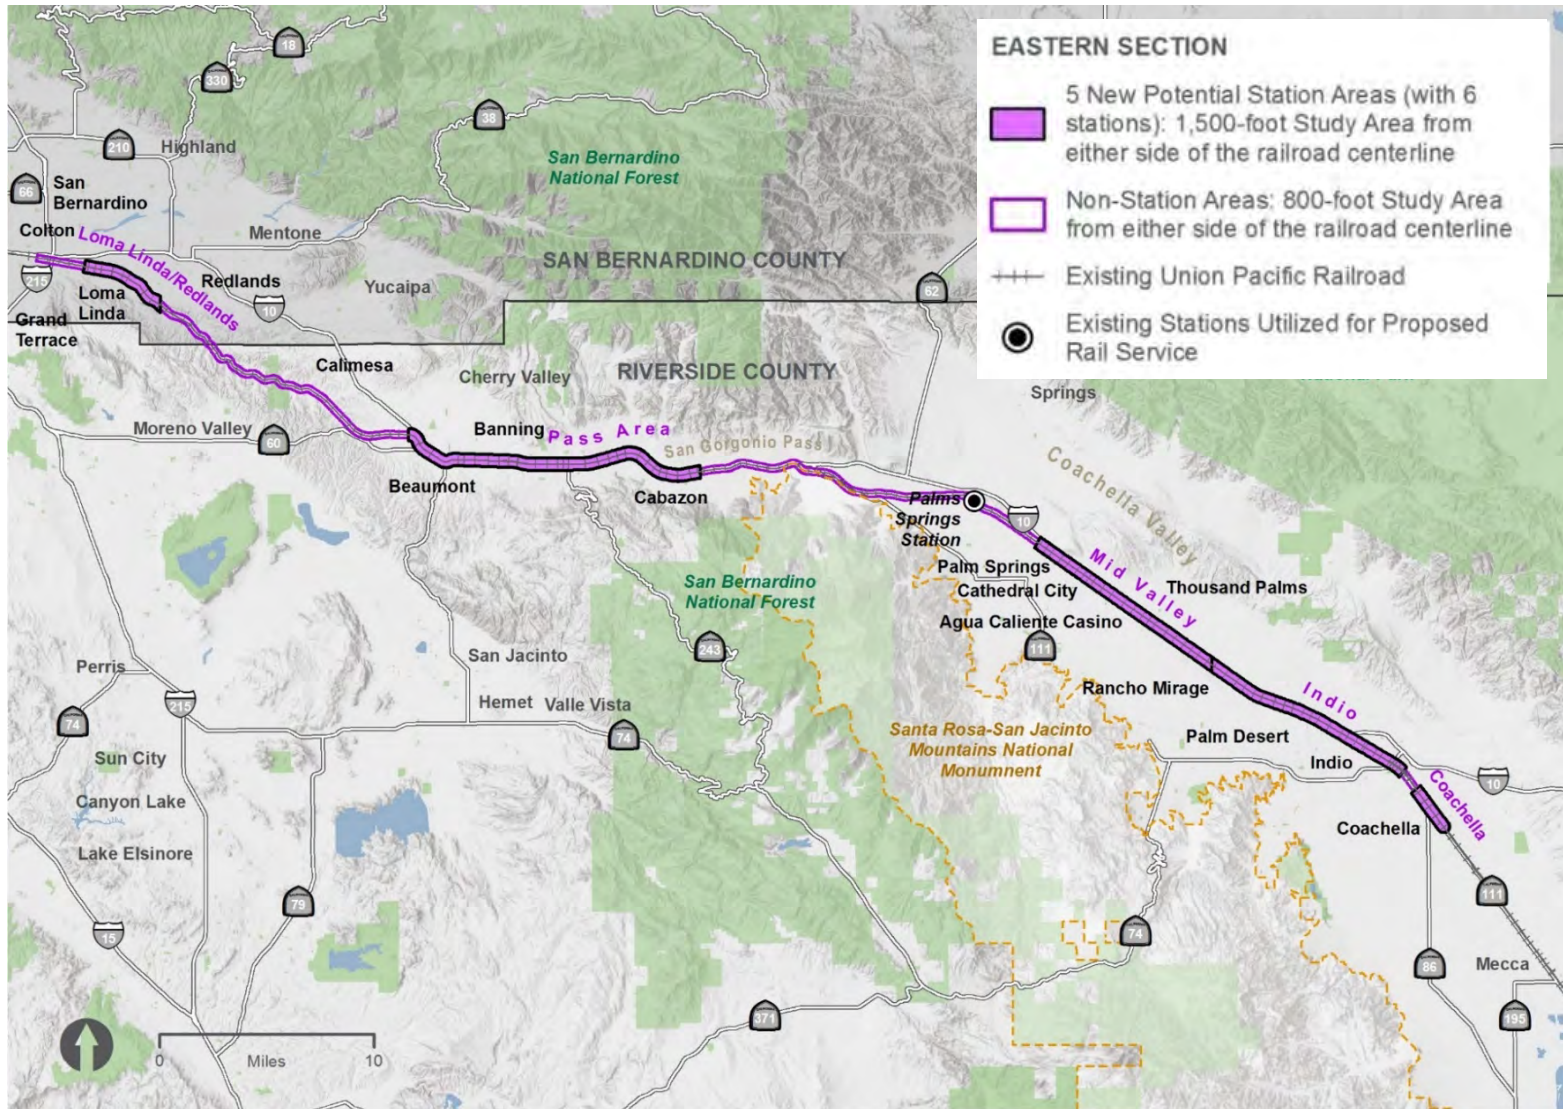 EASTERN SECTION
5 New Potential Station Areas (with 6
stations): 1,500-foot Study Area from
either side of the railroad centerline
Non-Station Areas: 800-foot Study Area
from either side of the railroad centerline
Existing Union Pacific Railroad
Existing Stations Utilized for Proposed
Rail Service
18
330
38
210
Highland
San Bernardino
National Forest
66
San
Bernardino
Colton
Loma Linda/Redlands
Mentone
SAN BERNARDINO COUNTY
215
Redlands
Yucaipa
62
Loma
Linda
10
Grand
Terrace
Calimesa
Cherry Valley
RIVERSIDE COUNTY
Springs
Moreno Valley
60
Banning
Pass Area
San Gorgonio Pass
Coachella Valley
Beaumont
Cabazon
Palms
Springs
Station
10
Mid Valley
Palm Springs
Thousand Palms
San Bernardino
National Forest
Cathedral City
Agua Caliente Casino
243
111
San Jacinto
Perris
Rancho Mirage
Indio
215
Hemet
Valle Vista
74
74
Santa Rosa-San Jacinto
Mountains National
Monumnent
Palm Desert
Sun City
Indio
10
Coachella
Canyon Lake
Coachella
Lake Elsinore
79
111
15
74
86
Mecca
371
195
0
Miles
10